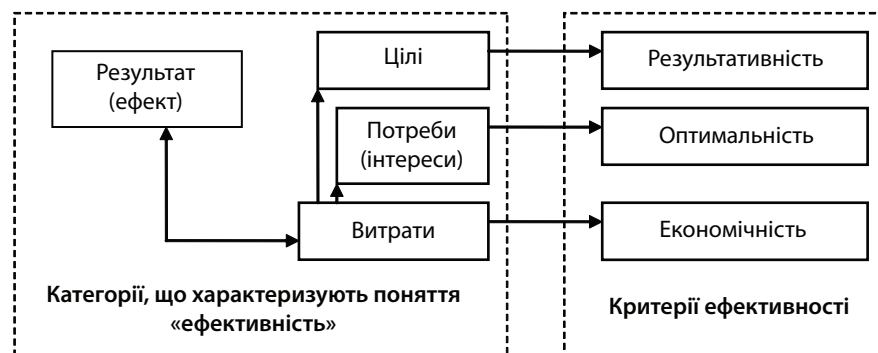 Цілі
Результат
(ефект)
Результативність
Потреби
(інтереси)
Оптимальність
Витрати
Економічність
Категорії, що характеризують поняття
«ефективність»
Критерії ефективності